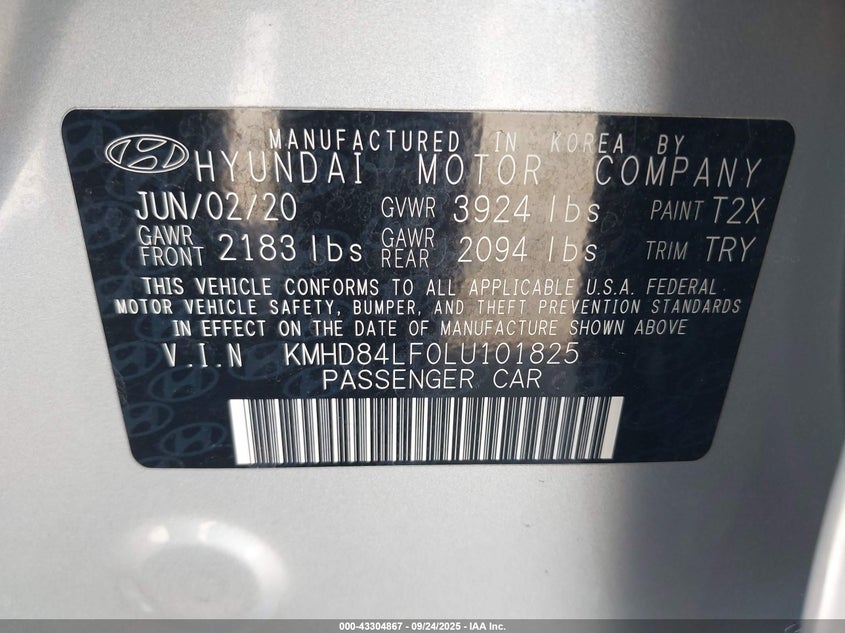 MANUFACTURED IN KOREA BY
HYUNDAI MOTOR COMPANY
JUN/02/20 GVWR 3924 lbs PAINT T2X
GAWR FRONT 2183 lbs GAWR REAR 2094 lbs TRIM TRY
THIS VEHICLE CONFORMS TO ALL APPLICABLE U.S.A. FEDERAL
MOTOR VEHICLE SAFETY, BUMPER, AND THEFT PREVENTION STANDARDS
IN EFFECT ON THE DATE OF MANUFACTURE SHOWN ABOVE
V.I.N KMHD84LF0LU101825
PASSENGER CAR
000-43304867 - 09/24/2025 - IAA Inc.